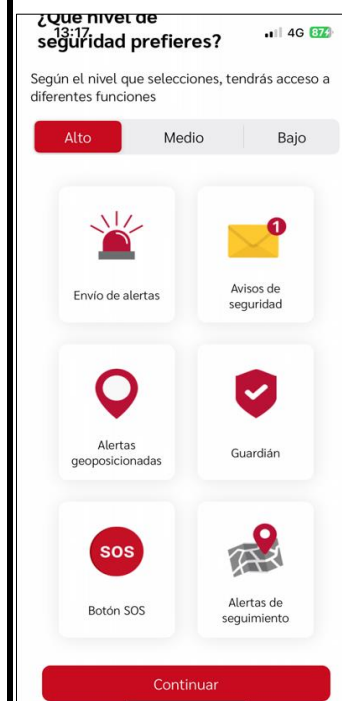 ¿Qué nivel de
13:17
4G 87
seguridad prefieres?
Según el nivel que selecciones, tendrás acceso a
diferentes funciones
Alto Medio Bajo
1
Envío de alertas
Avisos de
seguridad
Alertas
geoposicionadas
Guardián
SOS
Botón SOS
Alertas de
seguimiento
Continuar